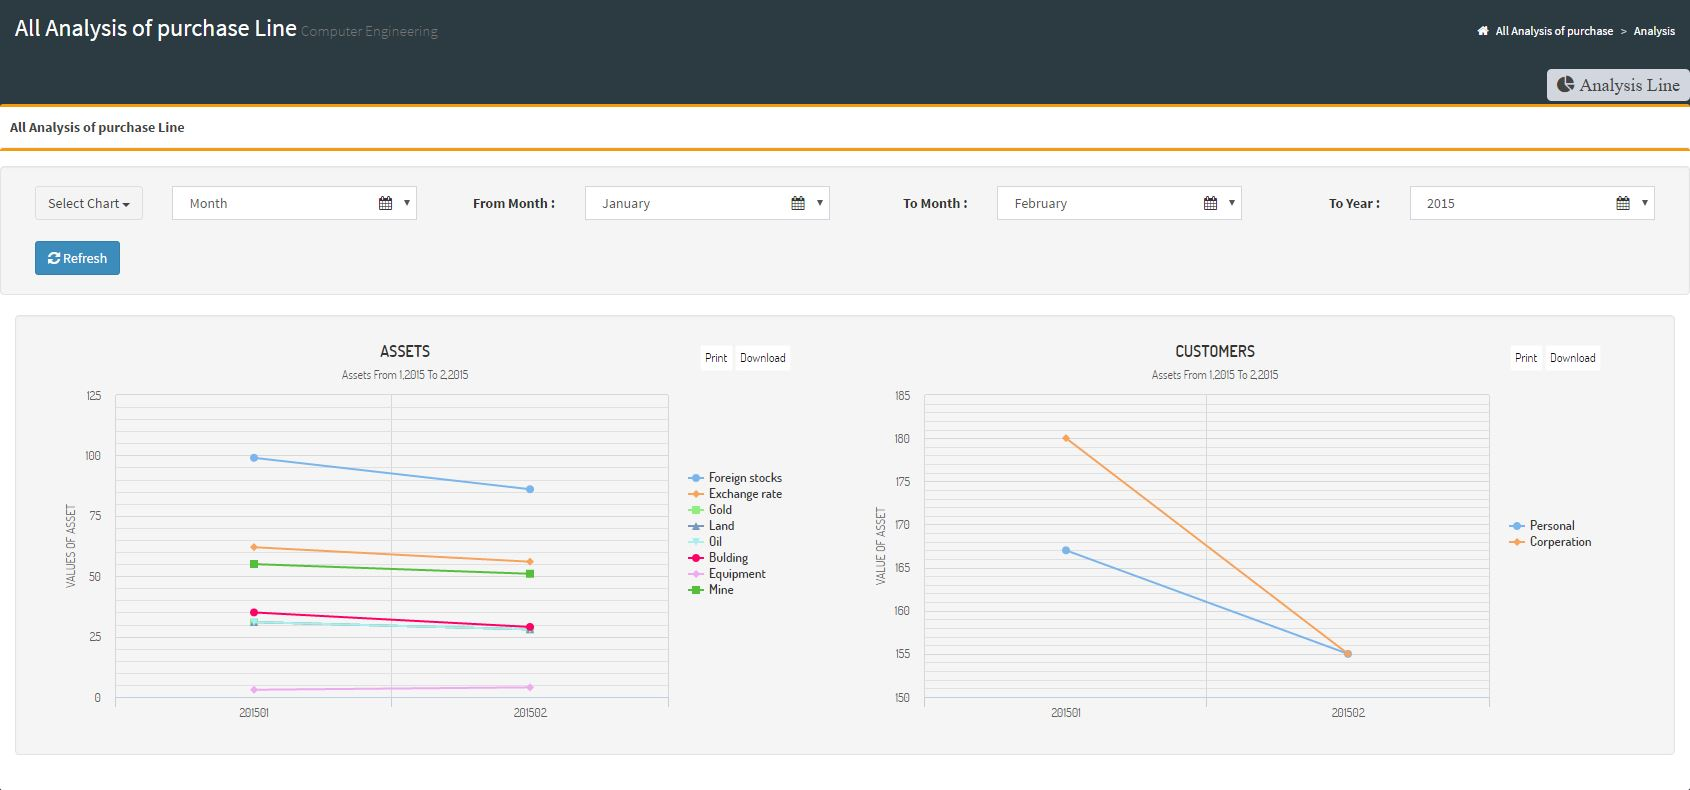 All Analysis of purchase Line Computer Engineering
All Analysis of purchase > Analysis
Analysis Line
All Analysis of purchase Line
Select Chart Month From Month : January To Month : February To Year : 2015
Refresh
ASSETS
Assets From 1,2015 To 2,2015
Print Download
125
100
75
50
25
0
VALUES OF ASSET
201501 201502
Foreign stocks
Exchange rate
Gold
Land
Oil
Bulding
Equipment
Mine
CUSTOMERS
Assets From 1,2015 To 2,2015
Print Download
185
180
175
170
165
160
155
150
VALUE OF ASSET
201501 201502
Personal
Corperation